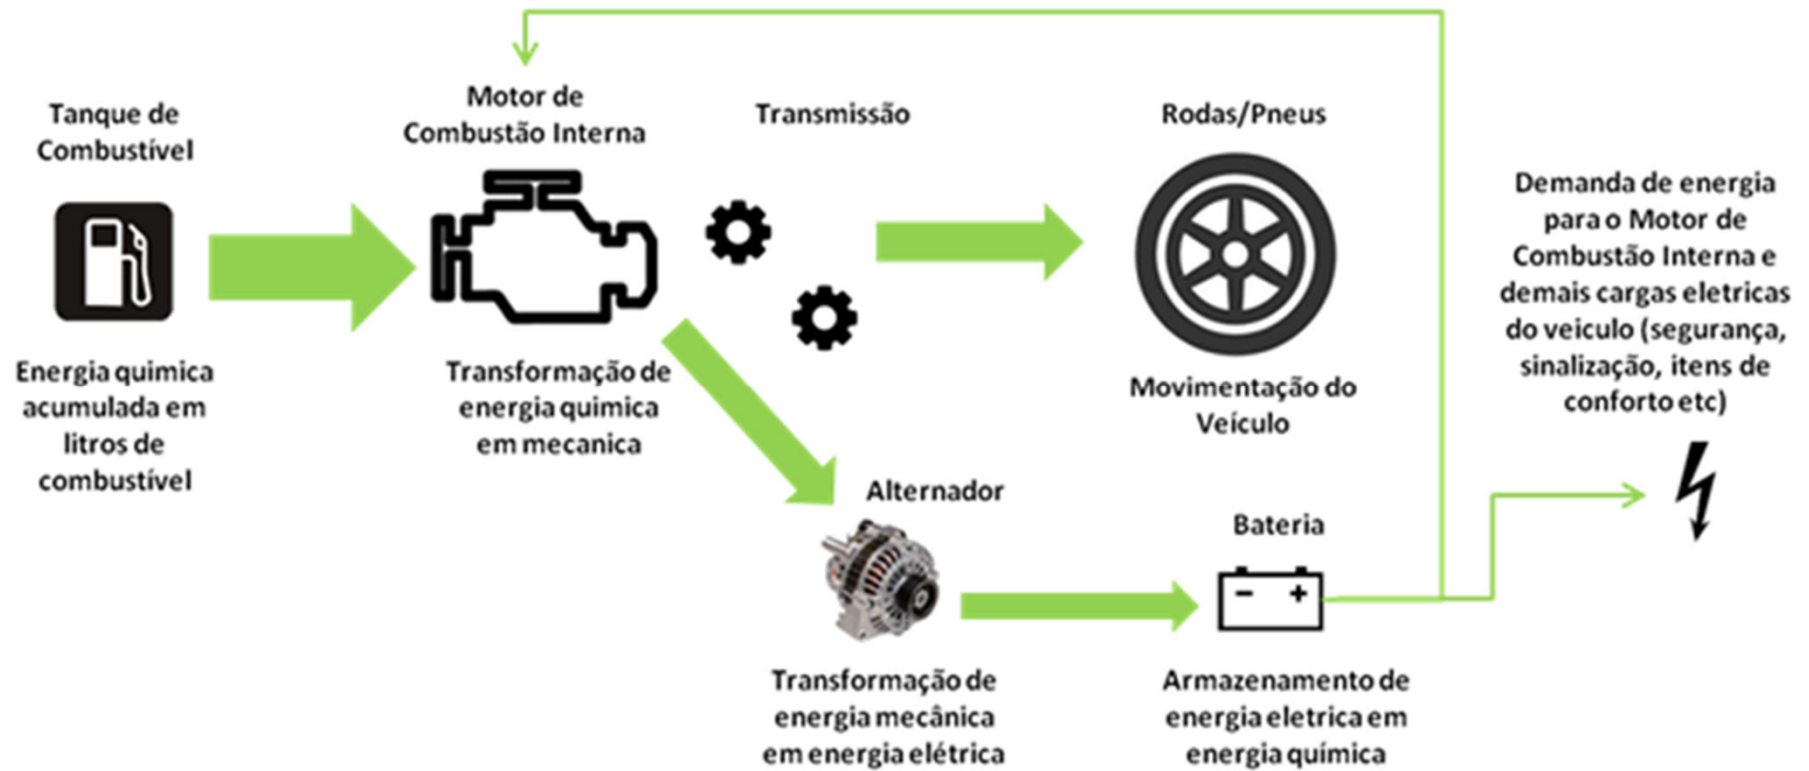 Tanque de
Combustível
Energia quimica
acumulada em
litros de
combustível
Motor de
Combustão Interna
Transformação de
energia quimica
em mecanica
Transmissão
Rodas/Pneus
Movimentação do
Veículo
Alternador
Transformação de
energia mecânica
em energia elétrica
Bateria
- +
Armazenamento de
energia eletrica em
energia químíca
Demanda de energia
para o Motor de
Combustão Interna e
demais cargas eletricas
do veiculo (segurança,
sinalização, itens de
conforto etc)